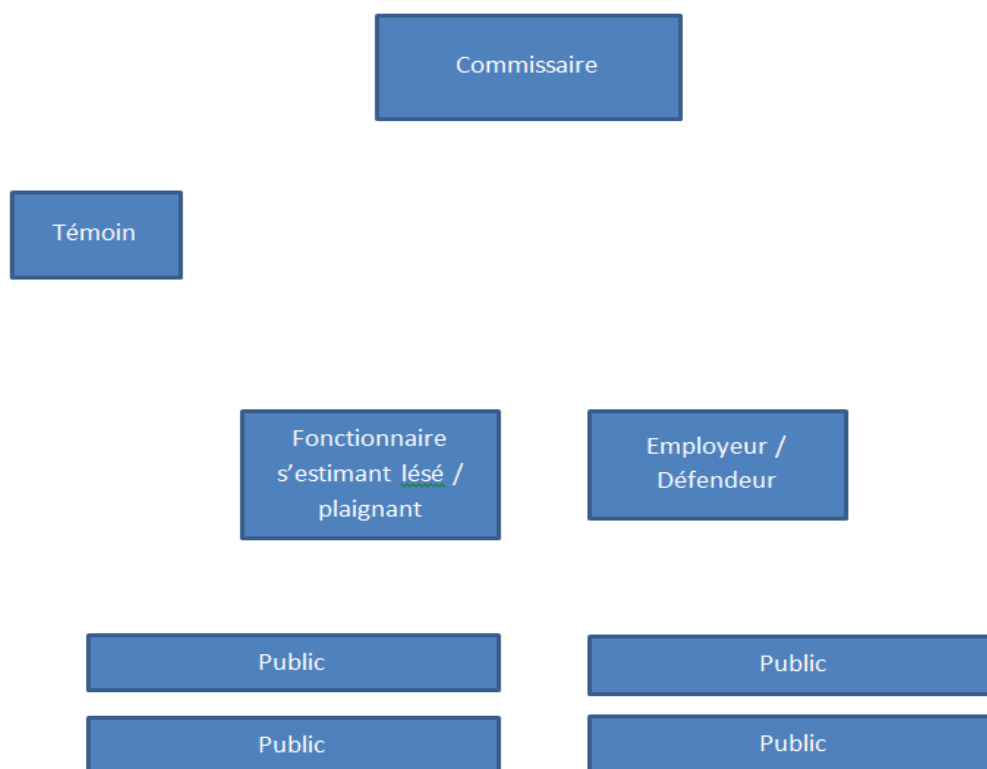 Commissaire
Témoin
Fonctionnaire
s’estimant lésé /
plaignant
Employeur /
Défendeur
Public
Public
Public
Public